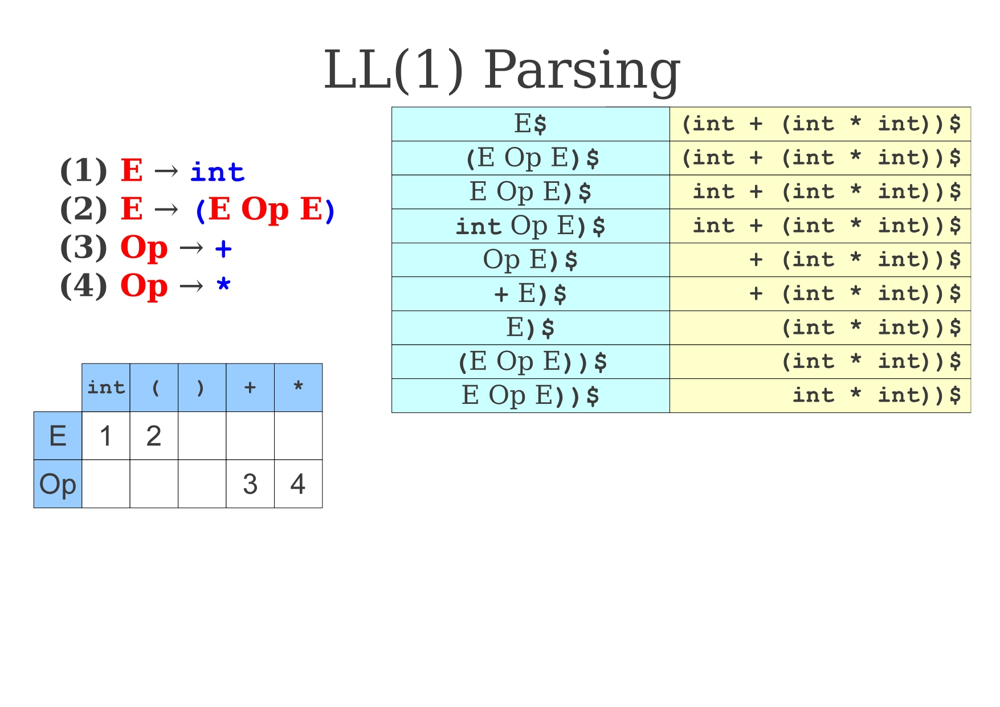 LL(1) Parsing
(1) E → int
(2) E → (E Op E)
(3) Op → +
(4) Op → *
int ( ) + *
E 1 2
Op 3 4
E$ (int + (int * int))$
(E Op E)$ (int + (int * int))$
E Op E)$ int + (int * int))$
int Op E)$ int + (int * int))$
Op E)$ + (int * int))$
+ E)$ + (int * int))$
E)$ (int * int))$
(E Op E))$ (int * int))$
E Op E))$ int * int))$